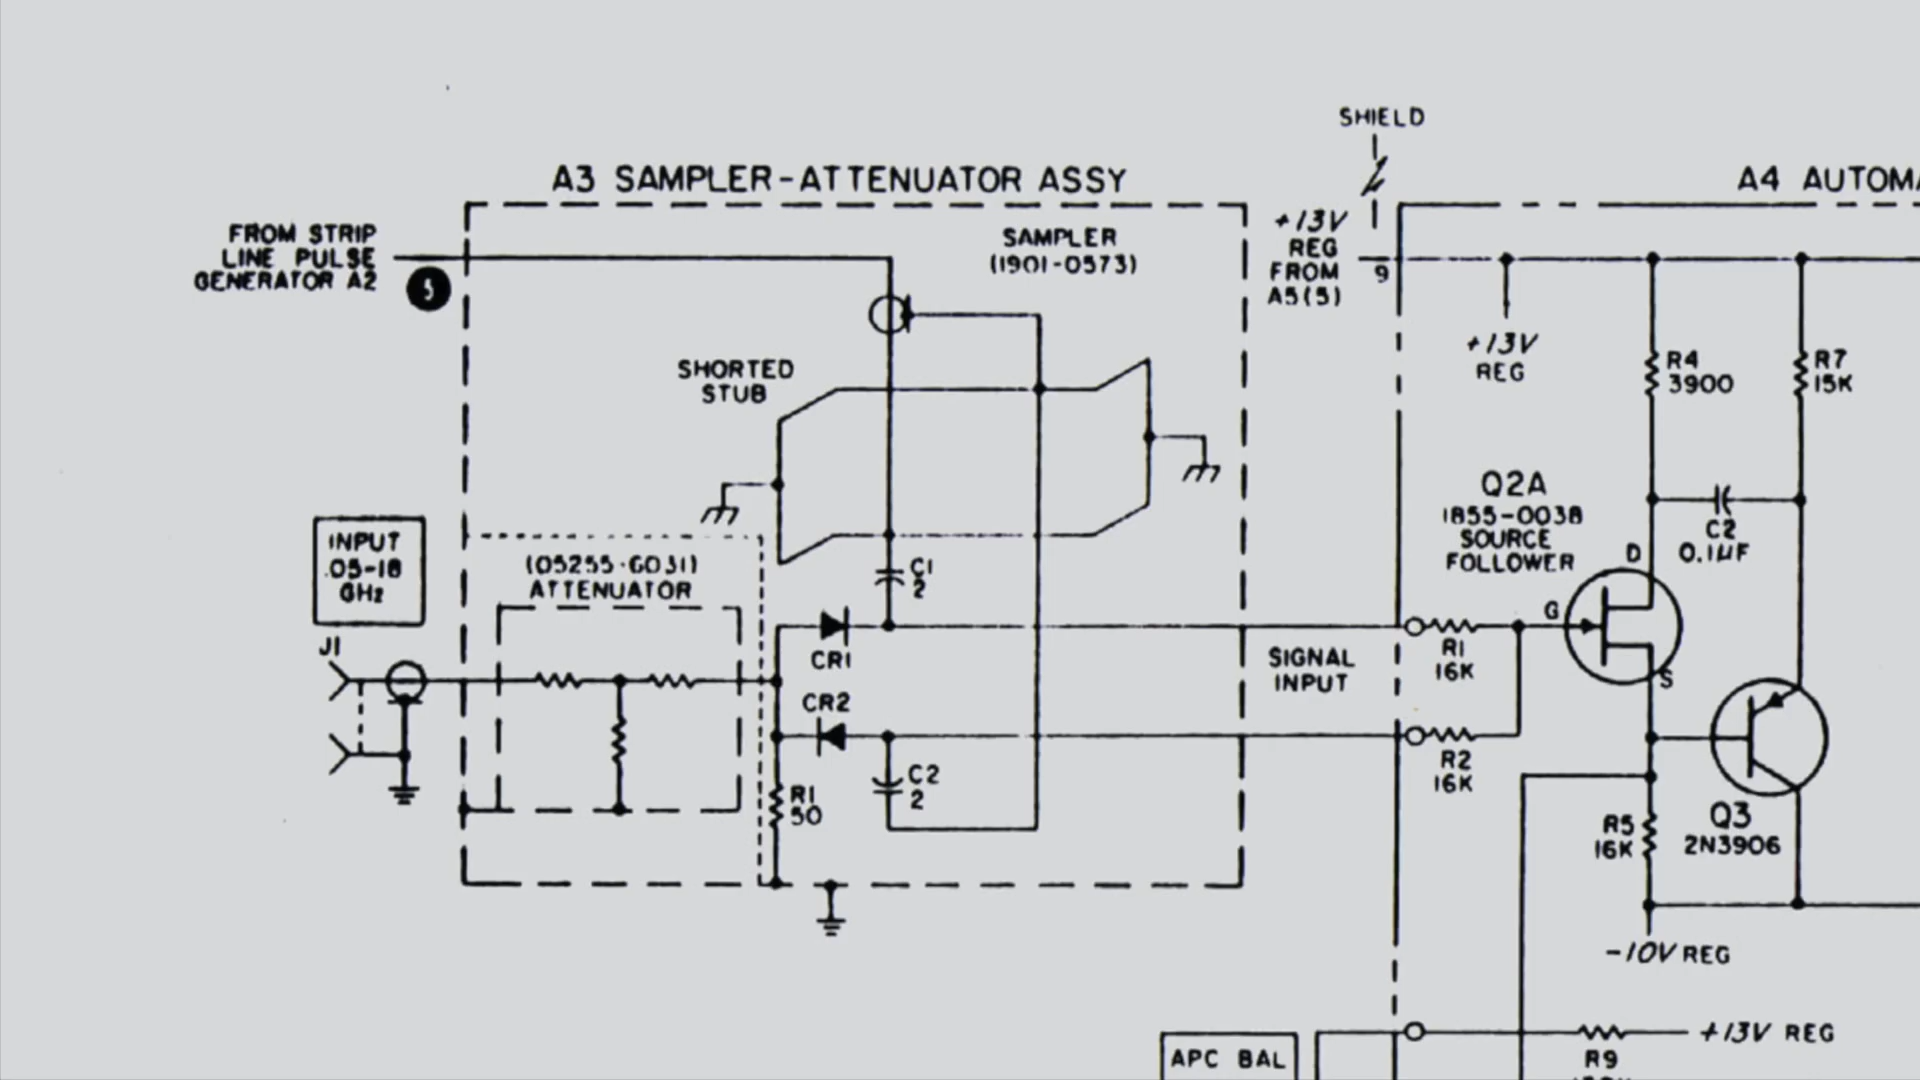 SHIELD
A3 SAMPLER-ATTENUATOR ASSY
A4 AUTOMA
FROM STRIP
LINE PULSE
GENERATOR A2
SAMPLER
(1901-0573)
+13V
REG
FROM
A5(5)
9
+13V
REG
R4
3900
R7
15K
SHORTED
STUB
Q2A
1855-0038
SOURCE
FOLLOWER
D
C2
0.1µF
INPUT
.05-18
GHz
(05255-6031)
ATTENUATOR
C1
2
G
S
J1
CR1
SIGNAL
INPUT
R1
16K
CR2
R2
16K
R1
50
C2
2
R5
16K
Q3
2N3906
-10V REG
+13V REG
APC BAL
R9